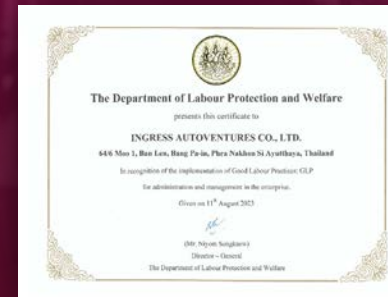 The Department of Labour Protection and Welfare
presents this certificate to
INGRESS AUTOVENTURES CO., LTD.
64/6 Moo 1, Ban Len, Bang Pa-in, Phra Nakhon Si Ayutthaya, Thailand
In recognition of the implementation of Good Labour Practices: GLP
for administration and management in the enterprise.
Given on 11th August 2023
(Mr. Niyom Songkaew)
Director – General
The Department of Labour Protection and Welfare